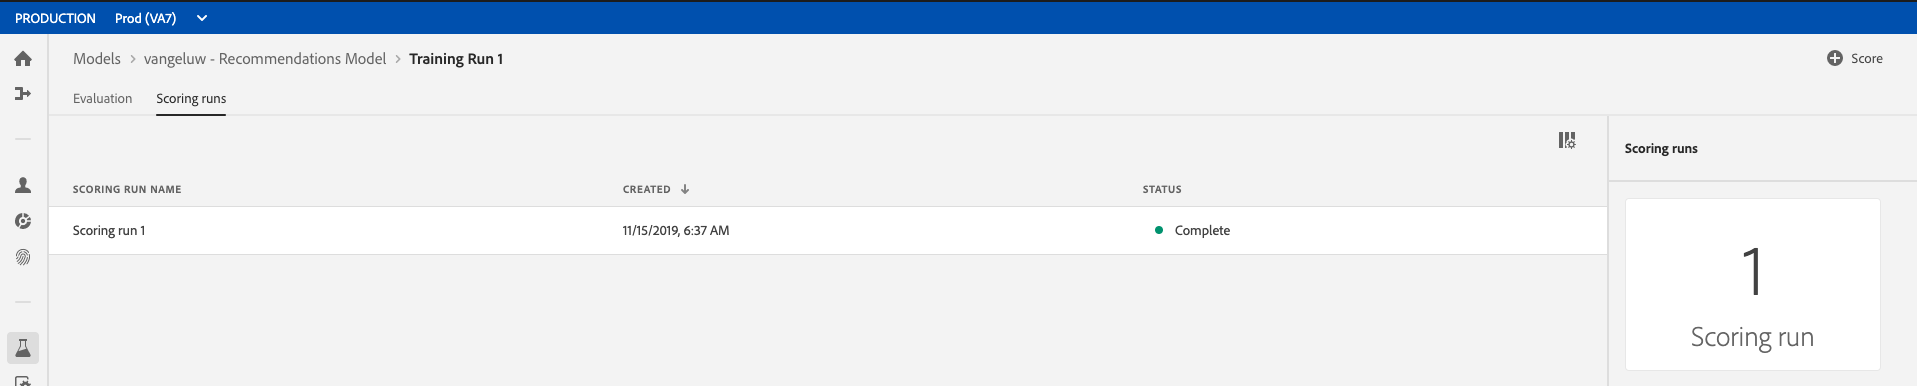 PRODUCTION Prod (VA7)
Models > vangeluw - Recommendations Model > Training Run 1
Score
Evaluation Scoring runs
Scoring runs
SCORING RUN NAME CREATED ↓ STATUS
Scoring run 1 11/15/2019, 6:37 AM Complete
1
Scoring run